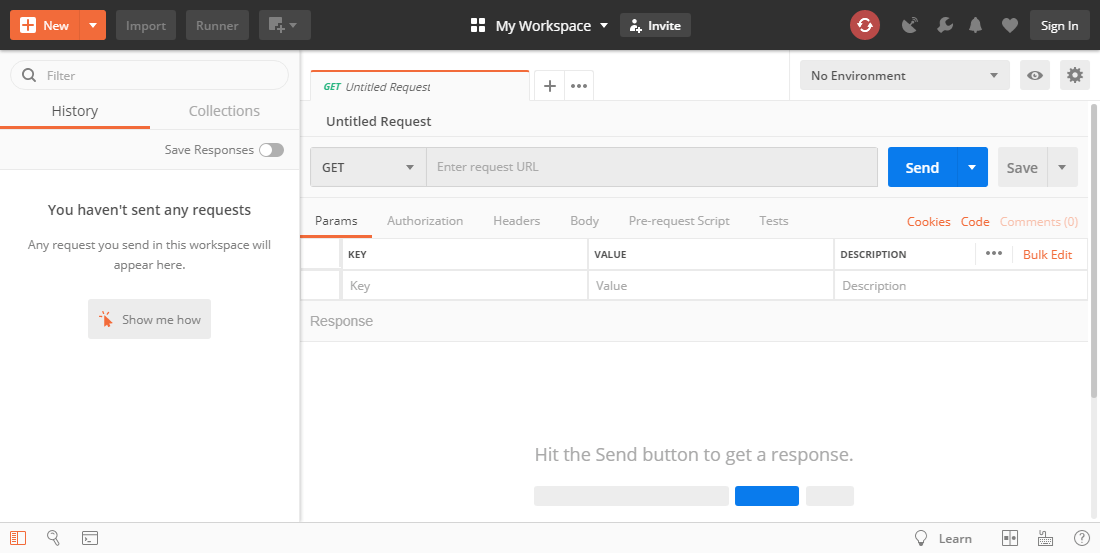 New
Import
Runner
My Workspace
Invite
Sign In
Filter
History
Collections
Save Responses
You haven't sent any requests
Any request you send in this workspace will
appear here.
Show me how
GET Untitled Request
No Environment
Untitled Request
GET
Enter request URL
Send
Save
Params
Authorization
Headers
Body
Pre-request Script
Tests
Cookies
Code
Comments (0)
KEY
VALUE
DESCRIPTION
Bulk Edit
Key
Value
Description
Response
Hit the Send button to get a response.
Learn